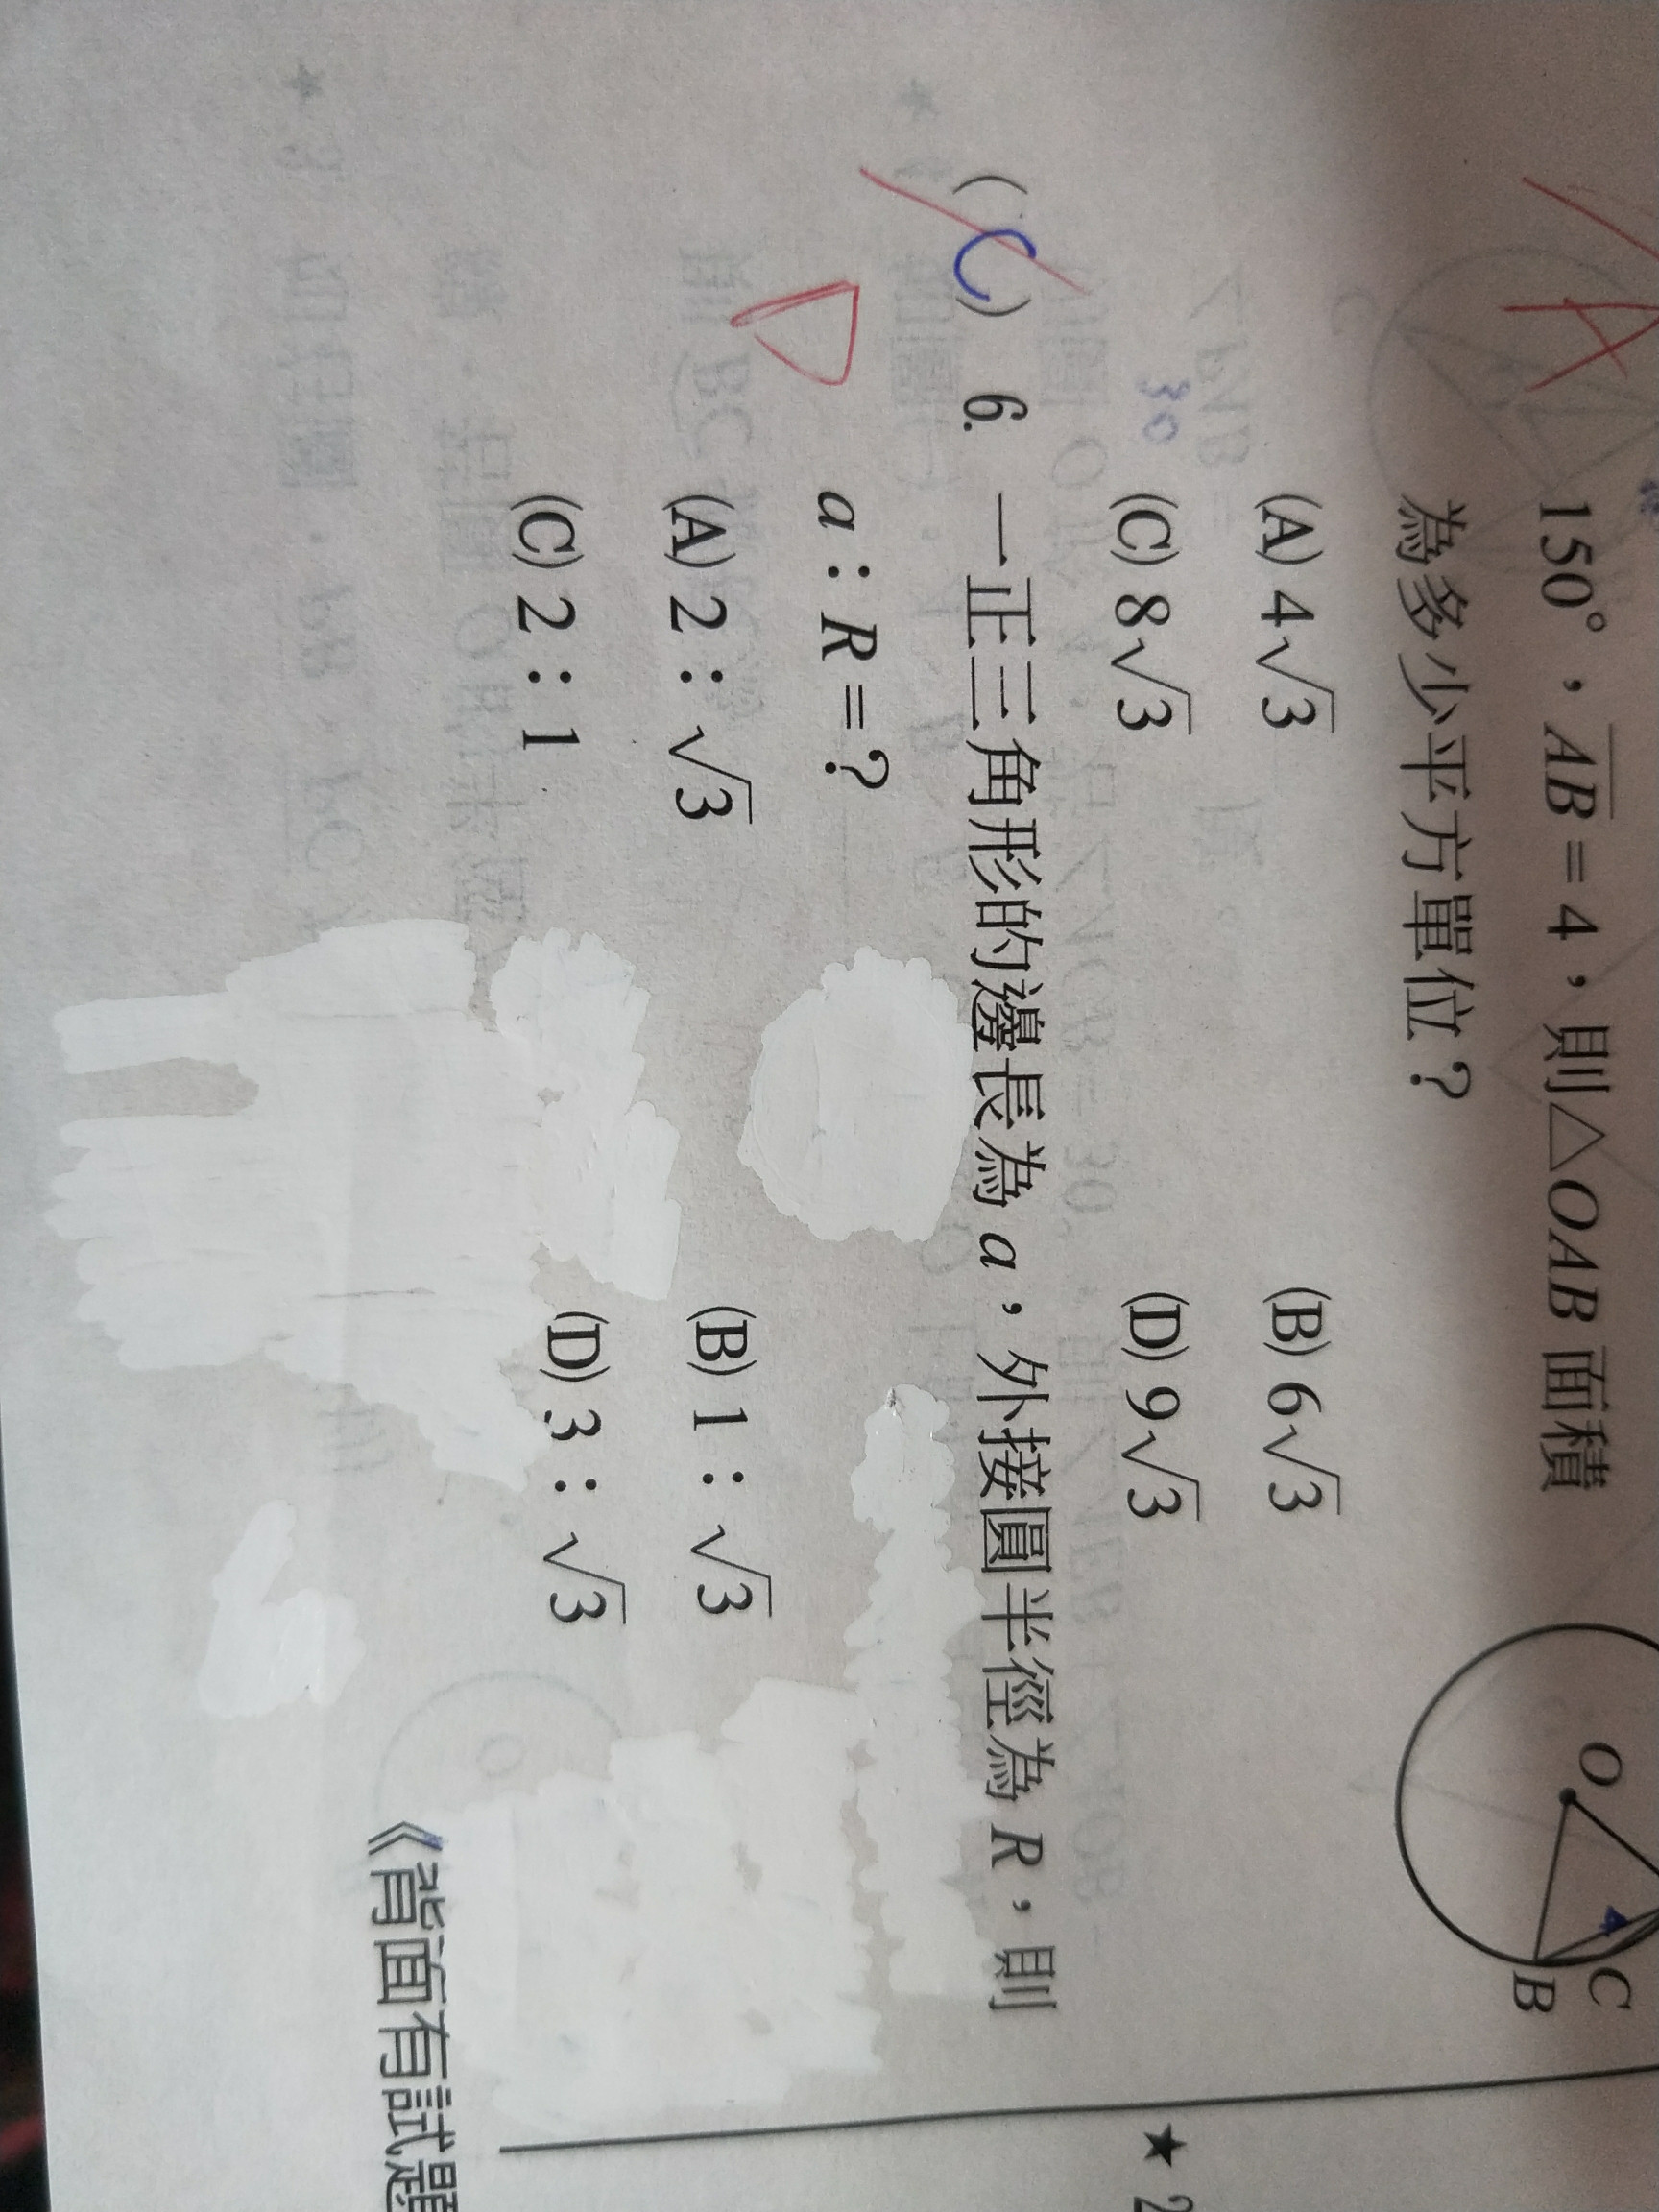 150°，AB = 4，則△OAB 面積
為多少平方單位？
(A) 4√3 (B) 6√3
(C) 8√3 (D) 9√3
O
4
C
B
A
30
( C ) 6. 一正三角形的邊長為 a，外接圓半徑為 R，則
a：R =？
D
(A) 2：√3 (B) 1：√3
(C) 2：1 (D) 3：√3
《背面有試題
★ 2